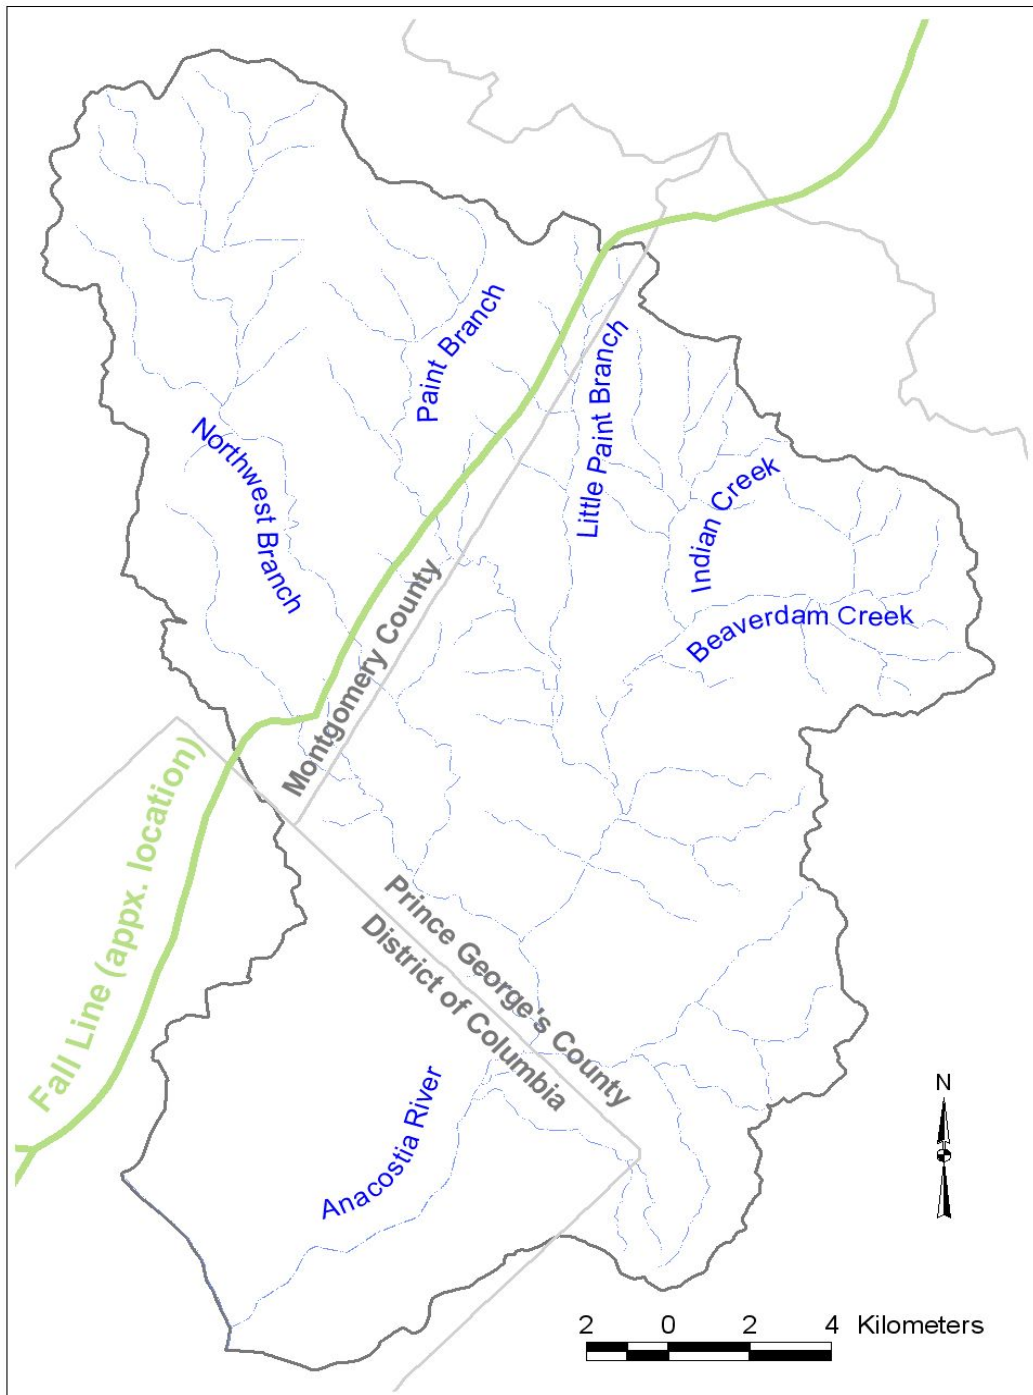 Paint Branch
Little Paint Branch
Northwest Branch
Indian Creek
Beaverdam Creek
Montgomery County
Fall Line (appx. location)
Prince George's County
District of Columbia
Anacostia River
N
2 0 2 4 Kilometers